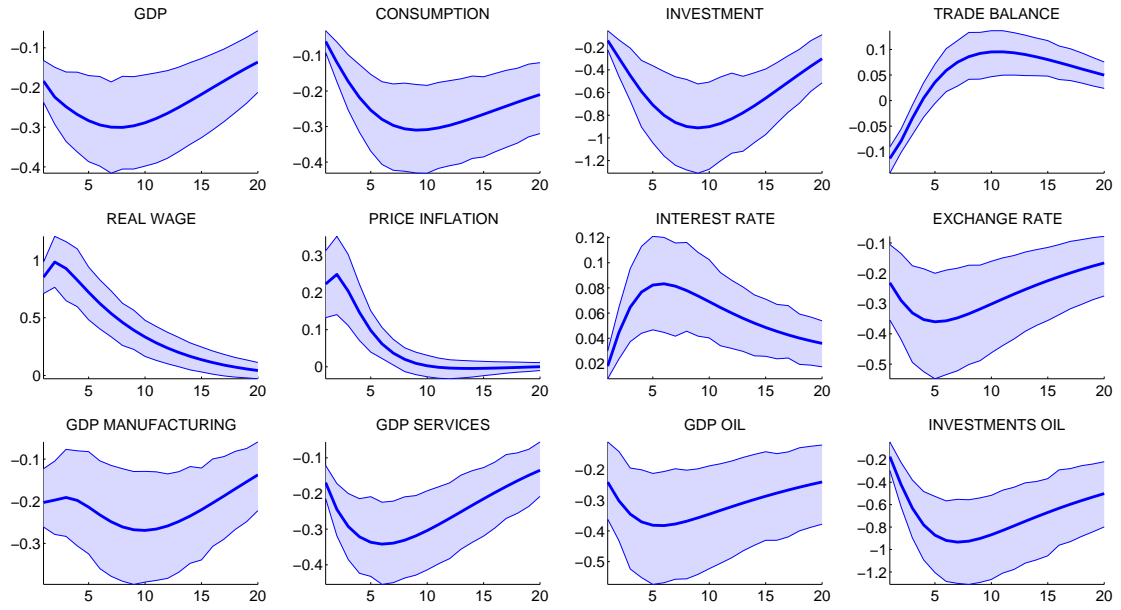 GDP CONSUMPTION INVESTMENT TRADE BALANCE
−0.1 −0.1 −0.2 0.1
−0.2 −0.2 −0.4 0.05
−0.3 −0.3 −0.6 0
−0.4 −0.4 −0.8 −0.05
−1 −0.1
−1.2
5 10 15 20 5 10 15 20 5 10 15 20 5 10 15 20
REAL WAGE PRICE INFLATION INTEREST RATE EXCHANGE RATE
1 0.3 0.12 −0.1
0.5 0.2 0.10 −0.2
0 0.1 0.08 −0.3
0 0.06 −0.4
0.04 −0.5
0.02
5 10 15 20 5 10 15 20 5 10 15 20 5 10 15 20
GDP MANUFACTURING GDP SERVICES GDP OIL INVESTMENTS OIL
−0.1 −0.1 −0.2 −0.2
−0.2 −0.2 −0.3 −0.4
−0.3 −0.3 −0.4 −0.6
−0.4 −0.5 −0.8
−1
−1.2
5 10 15 20 5 10 15 20 5 10 15 20 5 10 15 20